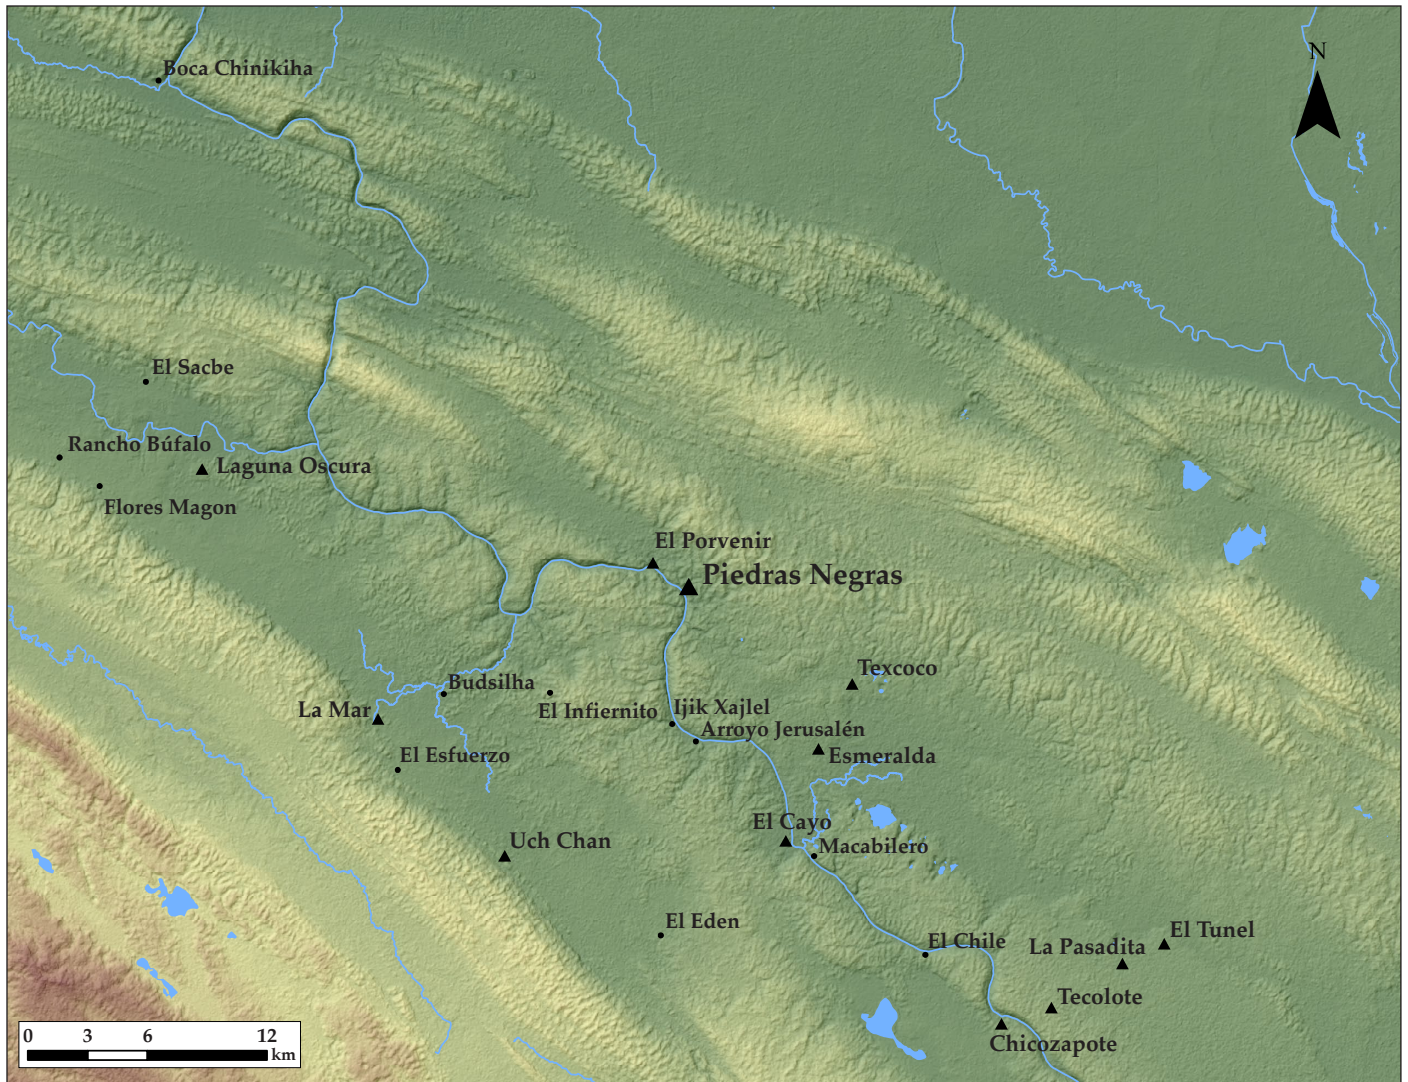 N
Boca Chinikiha
El Sacbe
Rancho Búfalo
Laguna Oscura
Flores Magon
El Porvenir
Piedras Negras
Texcoco
Budsilha
La Mar
El Infiernito
Ijik Xajlel
Arroyo Jerusalén
El Esfuerzo
Esmeralda
El Cayo
Macabilero
Uch Chan
El Eden
El Chile
El Tunel
La Pasadita
Tecolote
Chicozapote
0 3 6 12
km